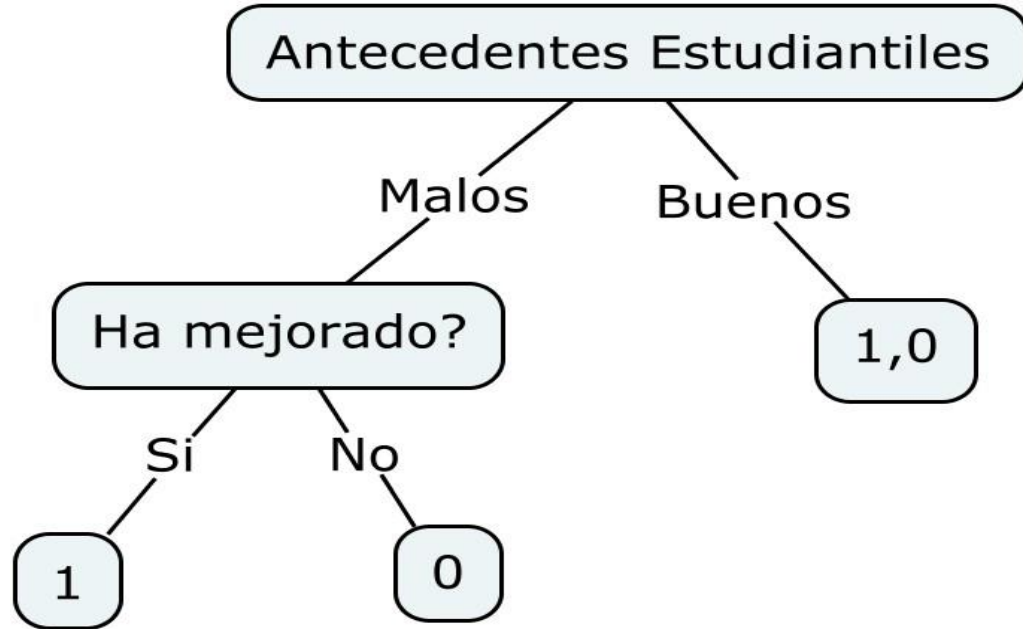 Antecedentes Estudiantiles
Malos
Buenos
Ha mejorado?
1,0
Si
No
1
0